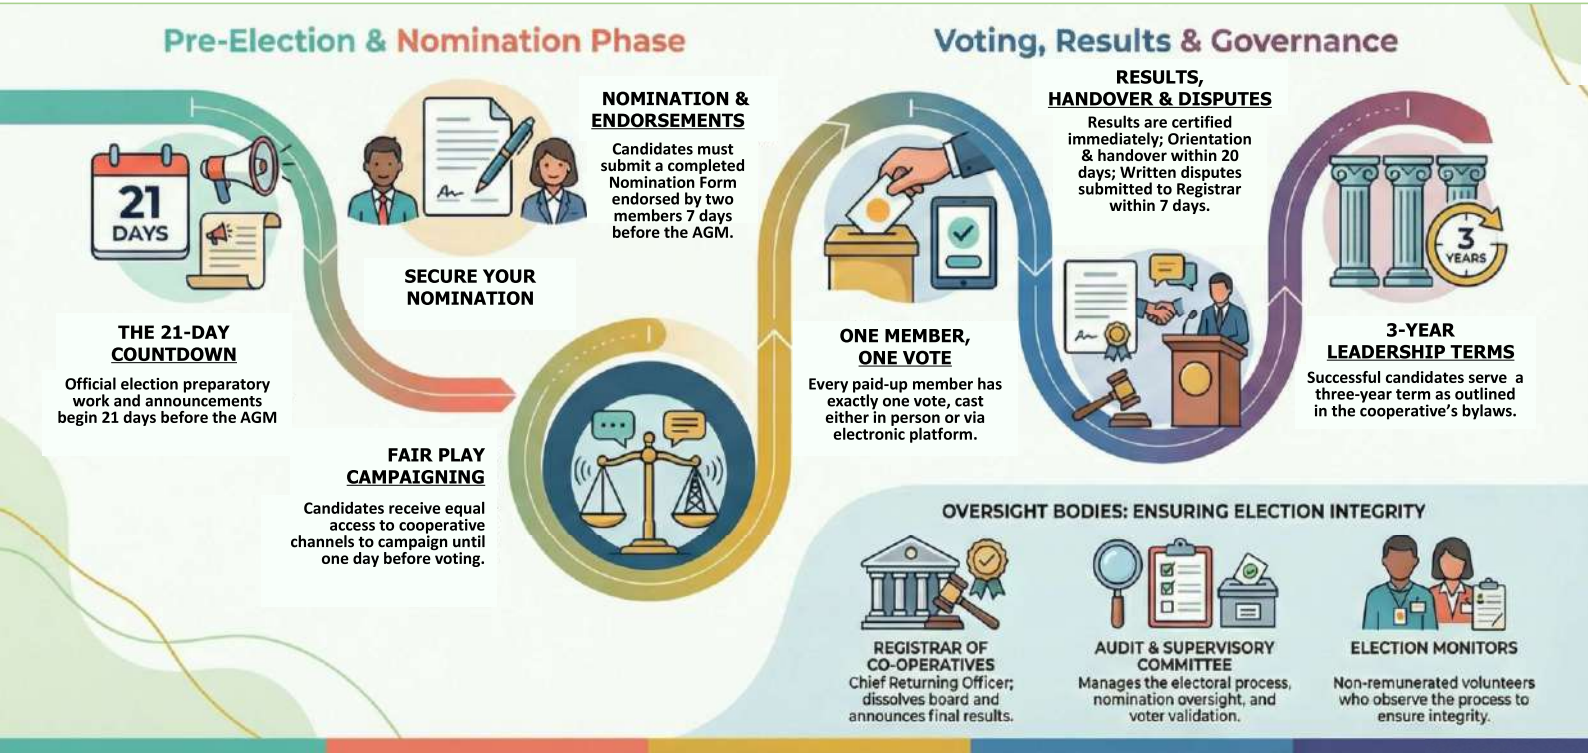 Pre-Election & Nomination Phase
21
DAYS
THE 21-DAY
COUNTDOWN
Official election preparatory
work and announcements
begin 21 days before the AGM
SECURE YOUR
NOMINATION
NOMINATION &
ENDORSEMENTS
Candidates must
submit a completed
Nomination Form
endorsed by two
members 7 days
before the AGM.
FAIR PLAY
CAMPAIGNING
Candidates receive equal
access to cooperative
channels to campaign until
one day before voting.
Voting, Results & Governance
ONE MEMBER,
ONE VOTE
Every paid-up member has
exactly one vote, cast
either in person or via
electronic platform.
RESULTS,
HANDOVER & DISPUTES
Results are certified
immediately; Orientation
& handover within 20
days; Written disputes
submitted to Registrar
within 7 days.
3
YEARS
3-YEAR
LEADERSHIP TERMS
Successful candidates serve a
three-year term as outlined
in the cooperative’s bylaws.
OVERSIGHT BODIES: ENSURING ELECTION INTEGRITY
REGISTRAR OF
CO-OPERATIVES
Chief Returning Officer;
dissolves board and
announces final results.
AUDIT & SUPERVISORY
COMMITTEE
Manages the electoral process,
nomination oversight, and
voter validation.
ELECTION MONITORS
Non-remunerated volunteers
who observe the process to
ensure integrity.